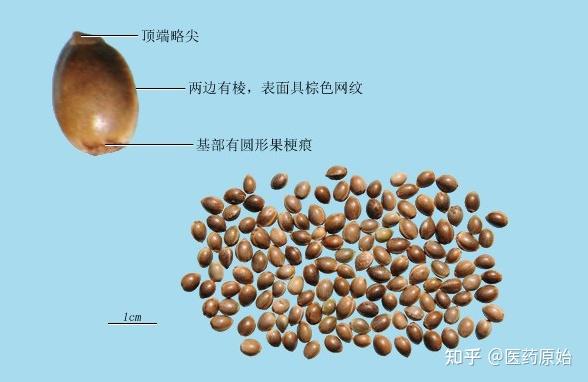 顶端略尖
两边有棱，表面具棕色网纹
基部有圆形果梗痕
1cm
知乎 @医药原始